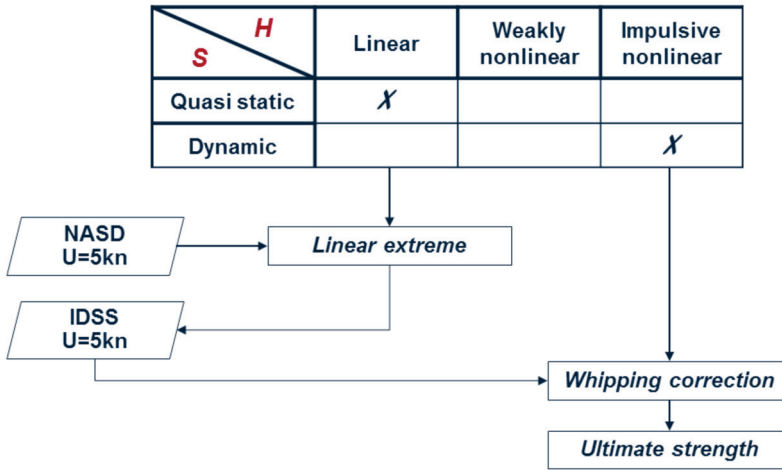 H
S
Linear
Weakly
nonlinear
Impulsive
nonlinear
Quasi static
X
Dynamic
X
NASD
U=5kn
Linear extreme
IDSS
U=5kn
Whipping correction
Ultimate strength